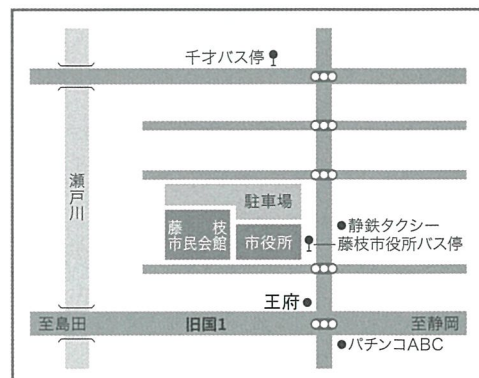 千才バス停
瀬戸川
駐車場
藤枝
市民会館
市役所
静鉄タクシー
藤枝市役所バス停
王府
至島田
旧国1
至静岡
パチンコABC